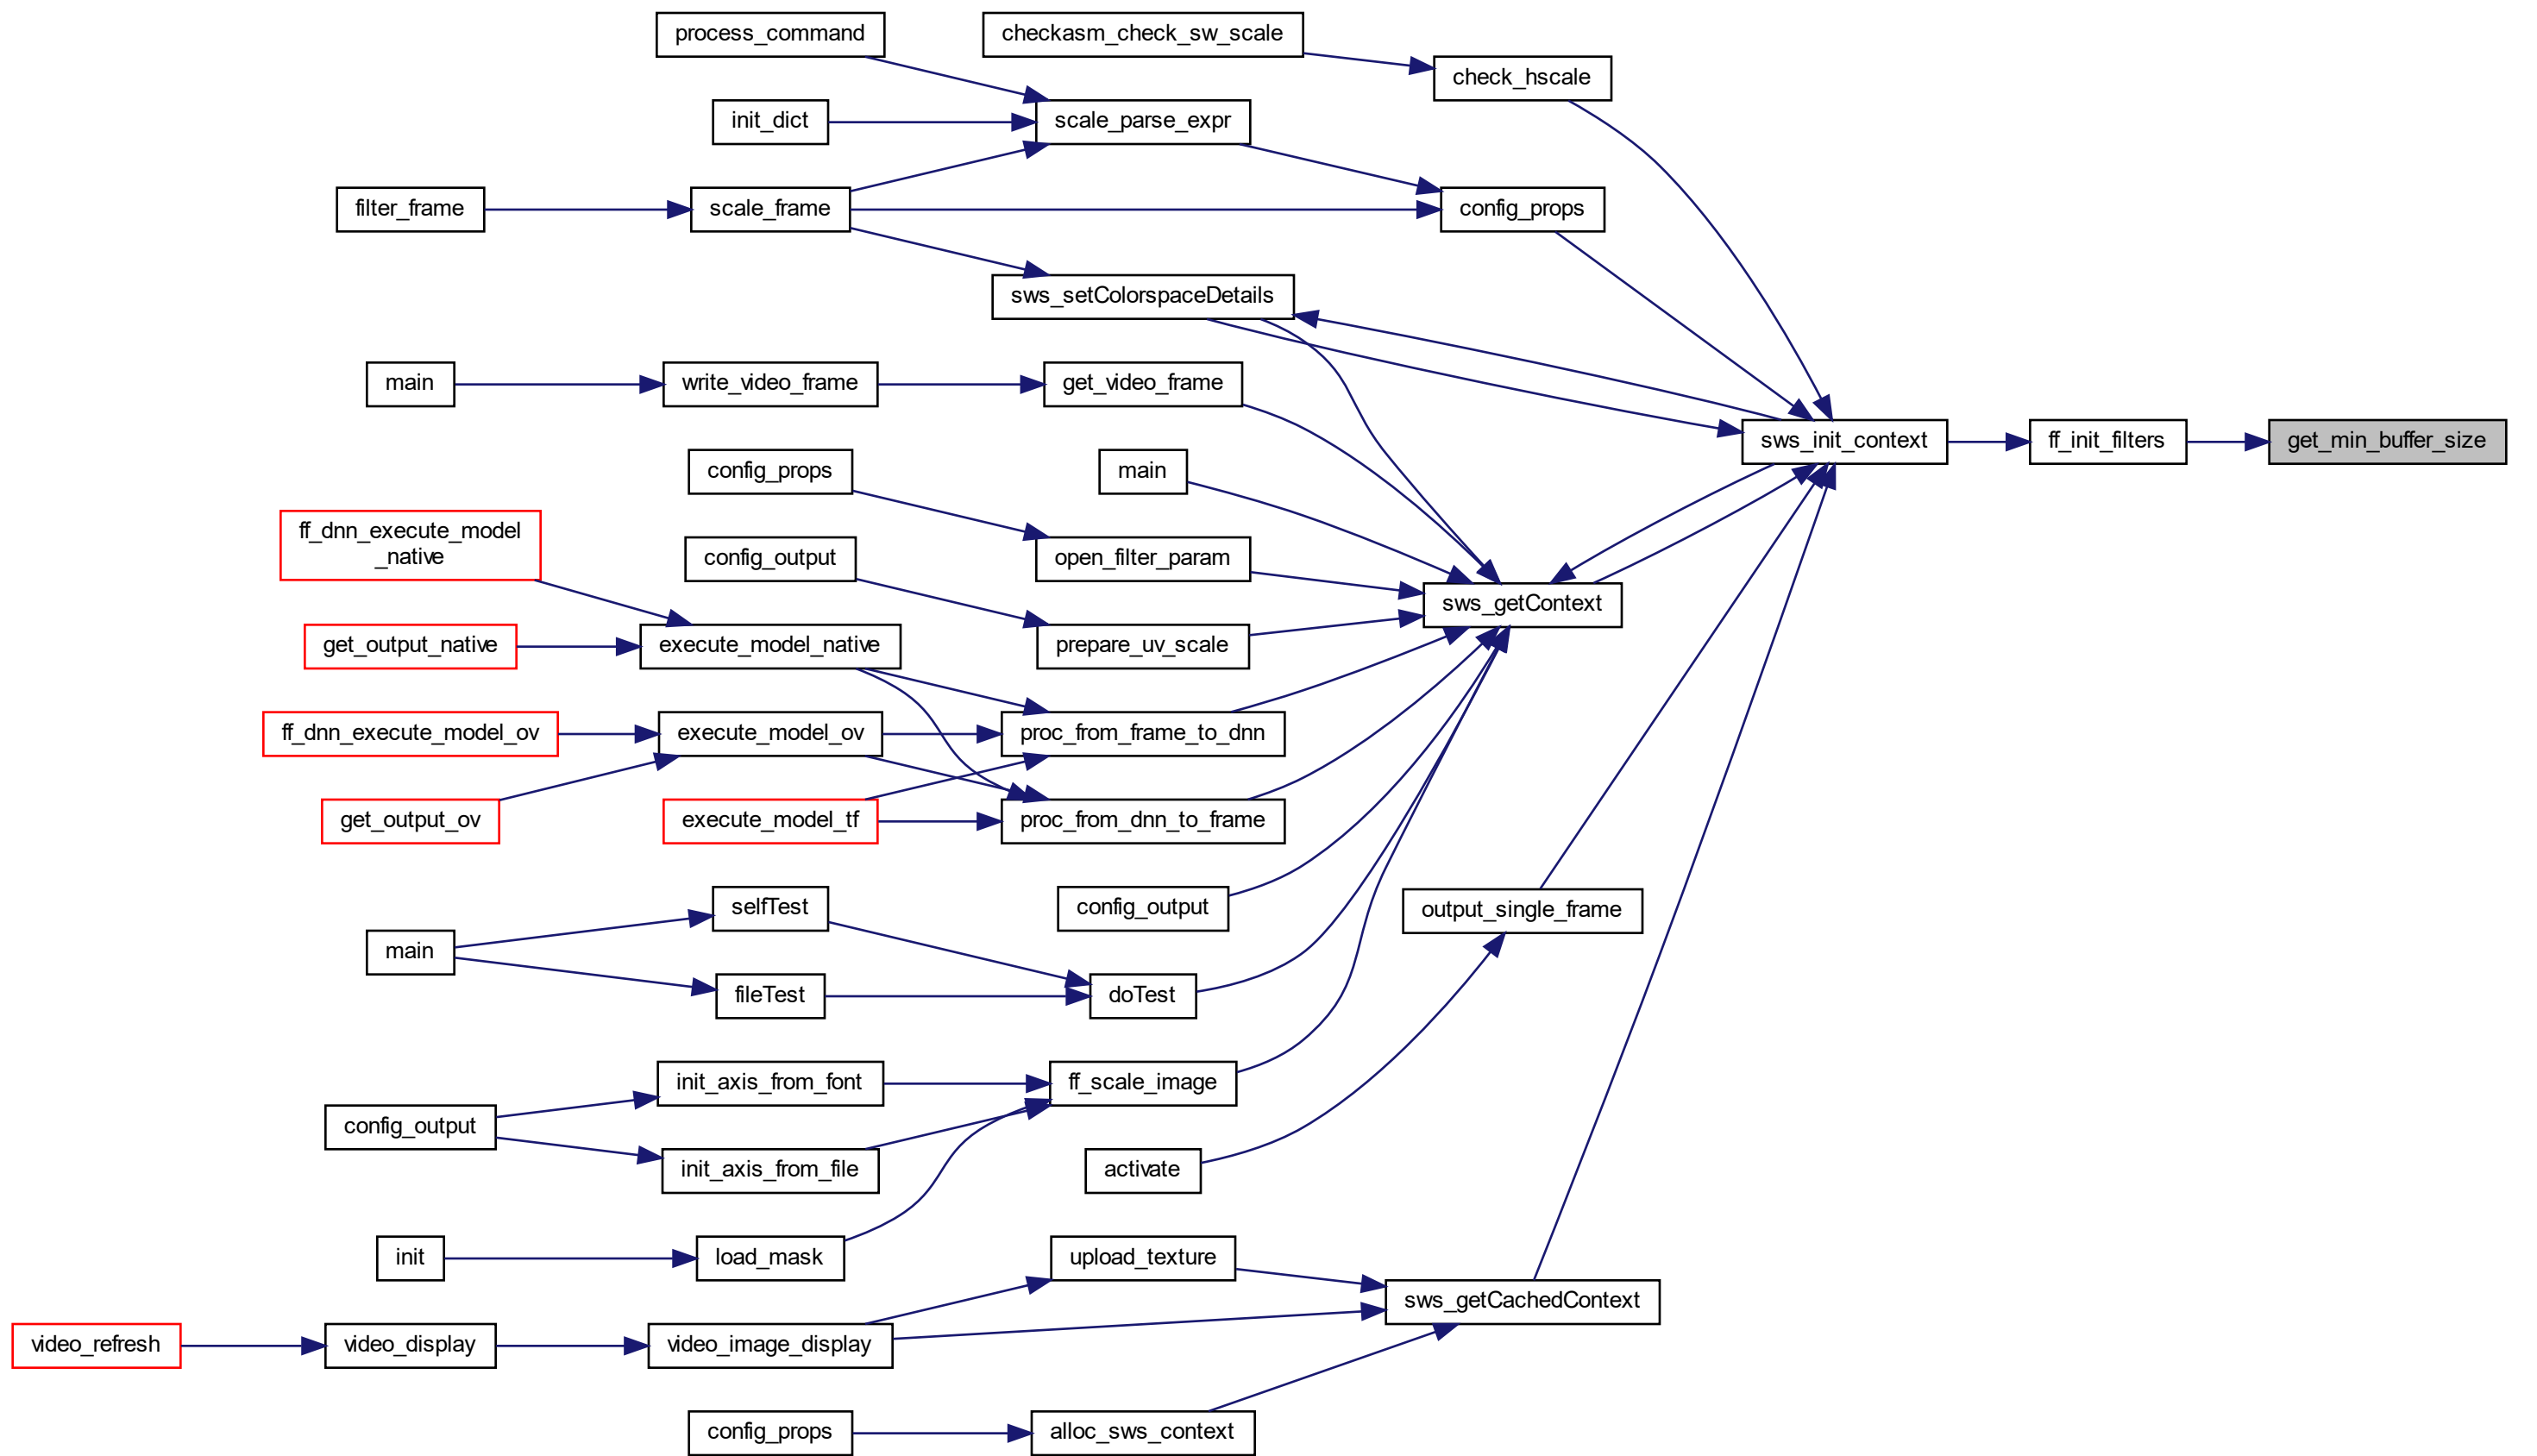 process_command
checkasm_check_sw_scale
check_hscale
init_dict
scale_parse_expr
filter_frame
scale_frame
config_props
sws_setColorspaceDetails
main
write_video_frame
get_video_frame
sws_init_context
ff_init_filters
get_min_buffer_size
config_props
main
ff_dnn_execute_model
_native
config_output
open_filter_param
sws_getContext
get_output_native
execute_model_native
prepare_uv_scale
ff_dnn_execute_model_ov
execute_model_ov
proc_from_frame_to_dnn
get_output_ov
execute_model_tf
proc_from_dnn_to_frame
selfTest
config_output
output_single_frame
main
fileTest
doTest
init_axis_from_font
ff_scale_image
config_output
init_axis_from_file
activate
init
load_mask
upload_texture
sws_getCachedContext
video_refresh
video_display
video_image_display
config_props
alloc_sws_context